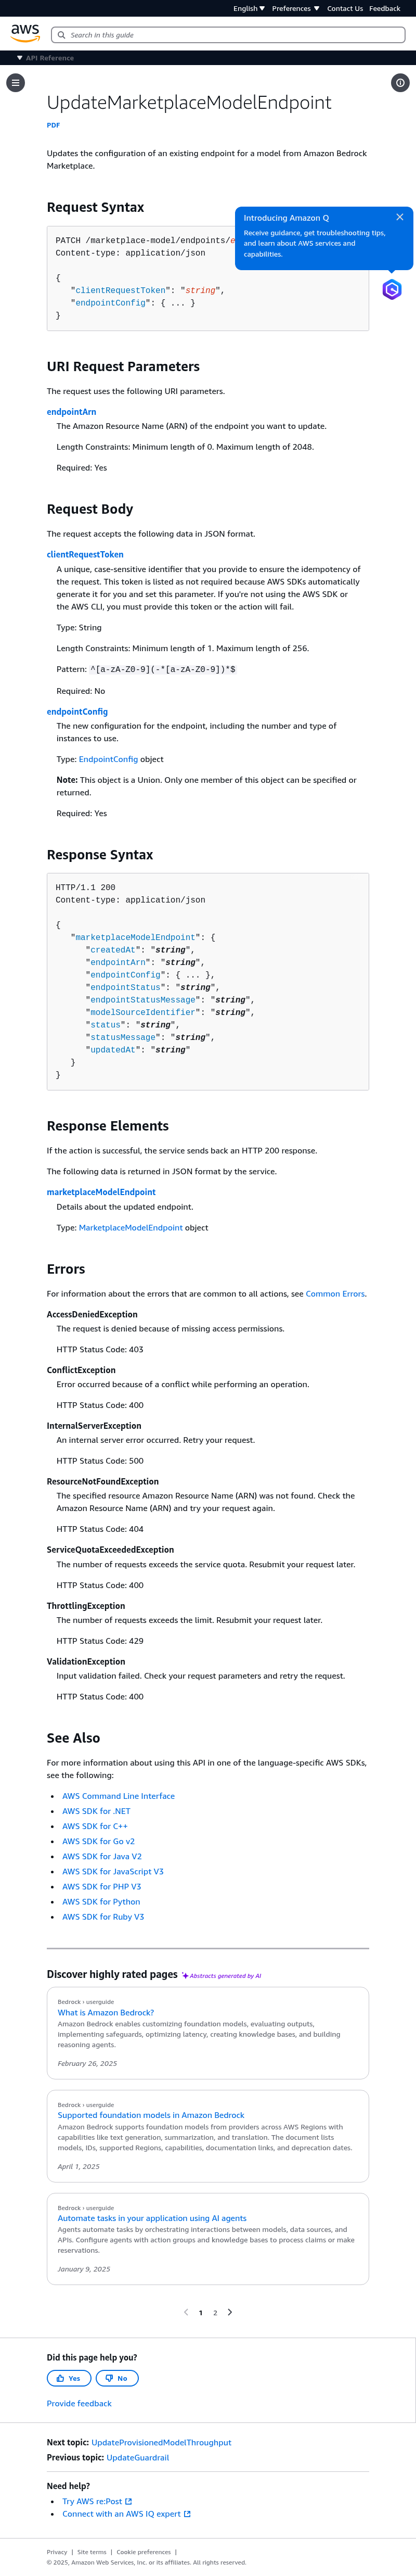 English Preferences Contact Us Feedback
aws
Search in this guide
API Reference
UpdateMarketplaceModelEndpoint
PDF
Updates the configuration of an existing endpoint for a model from Amazon Bedrock
Marketplace.
Request Syntax
Introducing Amazon Q
Receive guidance, get troubleshooting tips,
and learn about AWS services and
capabilities.
PATCH /marketplace-model/endpoints/e
Content-type: application/json
{
"clientRequestToken": "string",
"endpointConfig": { ... }
}
URI Request Parameters
The request uses the following URI parameters.
endpointArn
The Amazon Resource Name (ARN) of the endpoint you want to update.
Length Constraints: Minimum length of 0. Maximum length of 2048.
Required: Yes
Request Body
The request accepts the following data in JSON format.
clientRequestToken
A unique, case-sensitive identifier that you provide to ensure the idempotency of
the request. This token is listed as not required because AWS SDKs automatically
generate it for you and set this parameter. If you're not using the AWS SDK or
the AWS CLI, you must provide this token or the action will fail.
Type: String
Length Constraints: Minimum length of 1. Maximum length of 256.
Pattern: ^[a-zA-Z0-9](-*[a-zA-Z0-9])*$
Required: No
endpointConfig
The new configuration for the endpoint, including the number and type of
instances to use.
Type: EndpointConfig object
Note: This object is a Union. Only one member of this object can be specified or
returned.
Required: Yes
Response Syntax
HTTP/1.1 200
Content-type: application/json
{
"marketplaceModelEndpoint": {
"createdAt": "string",
"endpointArn": "string",
"endpointConfig": { ... },
"endpointStatus": "string",
"endpointStatusMessage": "string",
"modelSourceIdentifier": "string",
"status": "string",
"statusMessage": "string",
"updatedAt": "string"
}
}
Response Elements
If the action is successful, the service sends back an HTTP 200 response.
The following data is returned in JSON format by the service.
marketplaceModelEndpoint
Details about the updated endpoint.
Type: MarketplaceModelEndpoint object
Errors
For information about the errors that are common to all actions, see Common Errors.
AccessDeniedException
The request is denied because of missing access permissions.
HTTP Status Code: 403
ConflictException
Error occurred because of a conflict while performing an operation.
HTTP Status Code: 400
InternalServerException
An internal server error occurred. Retry your request.
HTTP Status Code: 500
ResourceNotFoundException
The specified resource Amazon Resource Name (ARN) was not found. Check the
Amazon Resource Name (ARN) and try your request again.
HTTP Status Code: 404
ServiceQuotaExceededException
The number of requests exceeds the service quota. Resubmit your request later.
HTTP Status Code: 400
ThrottlingException
The number of requests exceeds the limit. Resubmit your request later.
HTTP Status Code: 429
ValidationException
Input validation failed. Check your request parameters and retry the request.
HTTP Status Code: 400
See Also
For more information about using this API in one of the language-specific AWS SDKs,
see the following:
• AWS Command Line Interface
• AWS SDK for .NET
• AWS SDK for C++
• AWS SDK for Go v2
• AWS SDK for Java V2
• AWS SDK for JavaScript V3
• AWS SDK for PHP V3
• AWS SDK for Python
• AWS SDK for Ruby V3
Discover highly rated pages Abstracts generated by AI
Bedrock › userguide
What is Amazon Bedrock?
Amazon Bedrock enables customizing foundation models, evaluating outputs,
implementing safeguards, optimizing latency, creating knowledge bases, and building
reasoning agents.
February 26, 2025
Bedrock › userguide
Supported foundation models in Amazon Bedrock
Amazon Bedrock supports foundation models from providers across AWS Regions with
capabilities like text generation, summarization, and translation. The document lists
models, IDs, supported Regions, capabilities, documentation links, and deprecation dates.
April 1, 2025
Bedrock › userguide
Automate tasks in your application using AI agents
Agents automate tasks by orchestrating interactions between models, data sources, and
APIs. Configure agents with action groups and knowledge bases to process claims or make
reservations.
January 9, 2025
1 2
Did this page help you?
Yes No
Provide feedback
Next topic: UpdateProvisionedModelThroughput
Previous topic: UpdateGuardrail
Need help?
• Try AWS re:Post
• Connect with an AWS IQ expert
Privacy | Site terms | Cookie preferences |
© 2025, Amazon Web Services, Inc. or its affiliates. All rights reserved.